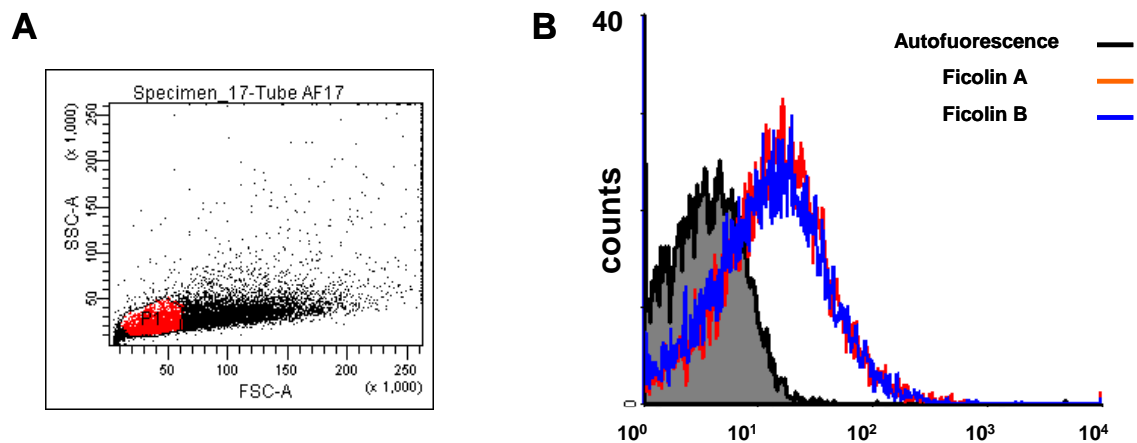 A
Specimen_17-Tube AF17
SSC-A
(x 1,000)
250
200
150
100
50
P1
50 100 150 200 250
FSC-A
(x 1,000)
B
40
counts
0
Autofuorescence
Ficolin A
Ficolin B
10⁰ 10¹ 10² 10³ 10⁴